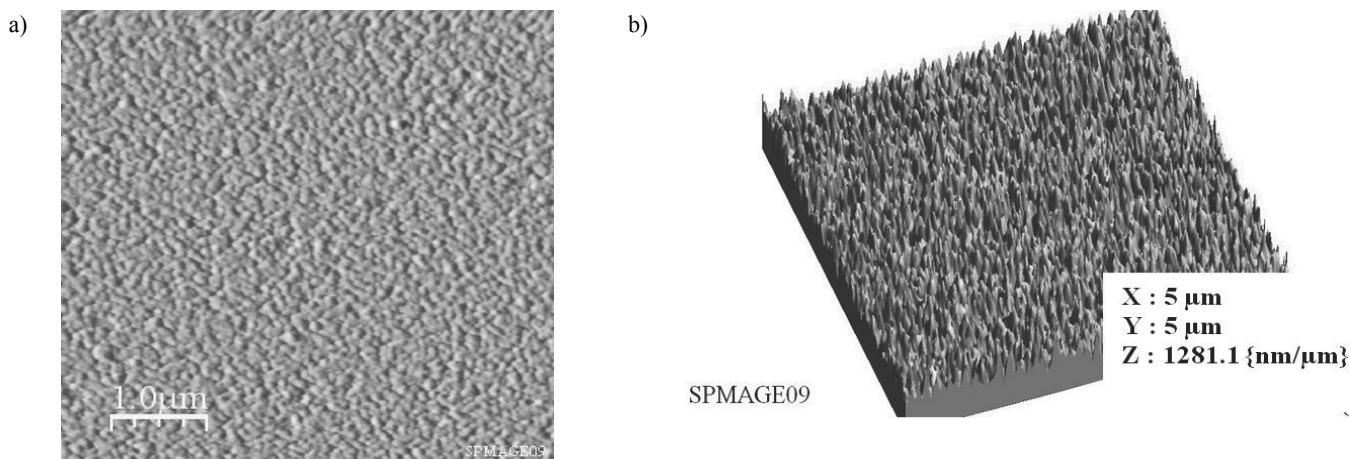 a)
b)
1.0µm
SPMAGE09
X : 5 µm
Y : 5 µm
Z : 1281.1 {nm/µm}
SPMAGE09